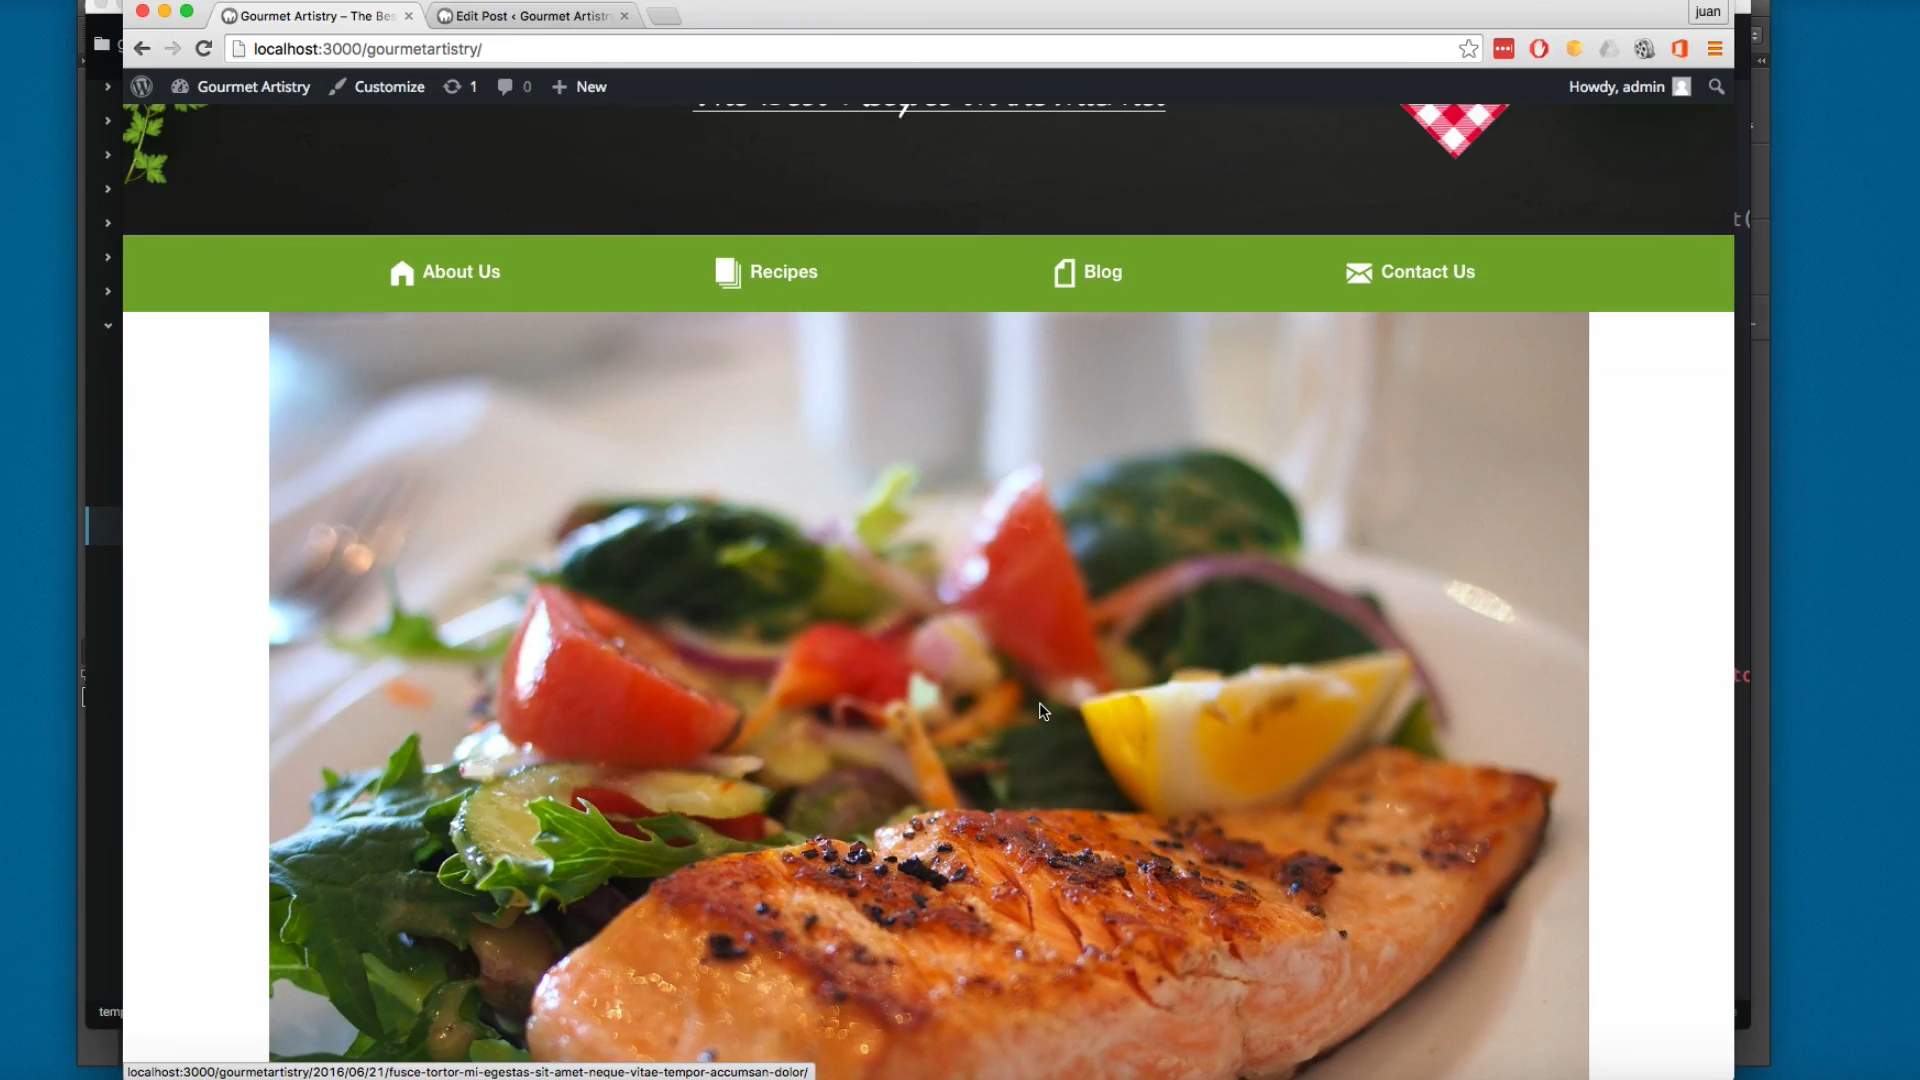 Gourmet Artistry – The Bes
Edit Post ‹ Gourmet Artistr
juan
localhost:3000/gourmetartistry/
Gourmet Artistry
Customize
1
0
New
Howdy, admin
About Us
Recipes
Blog
Contact Us
temp
localhost:3000/gourmetartistry/2016/06/21/fusce-tortor-mi-egestas-sit-amet-neque-vitae-tempor-accumsan-dolor/